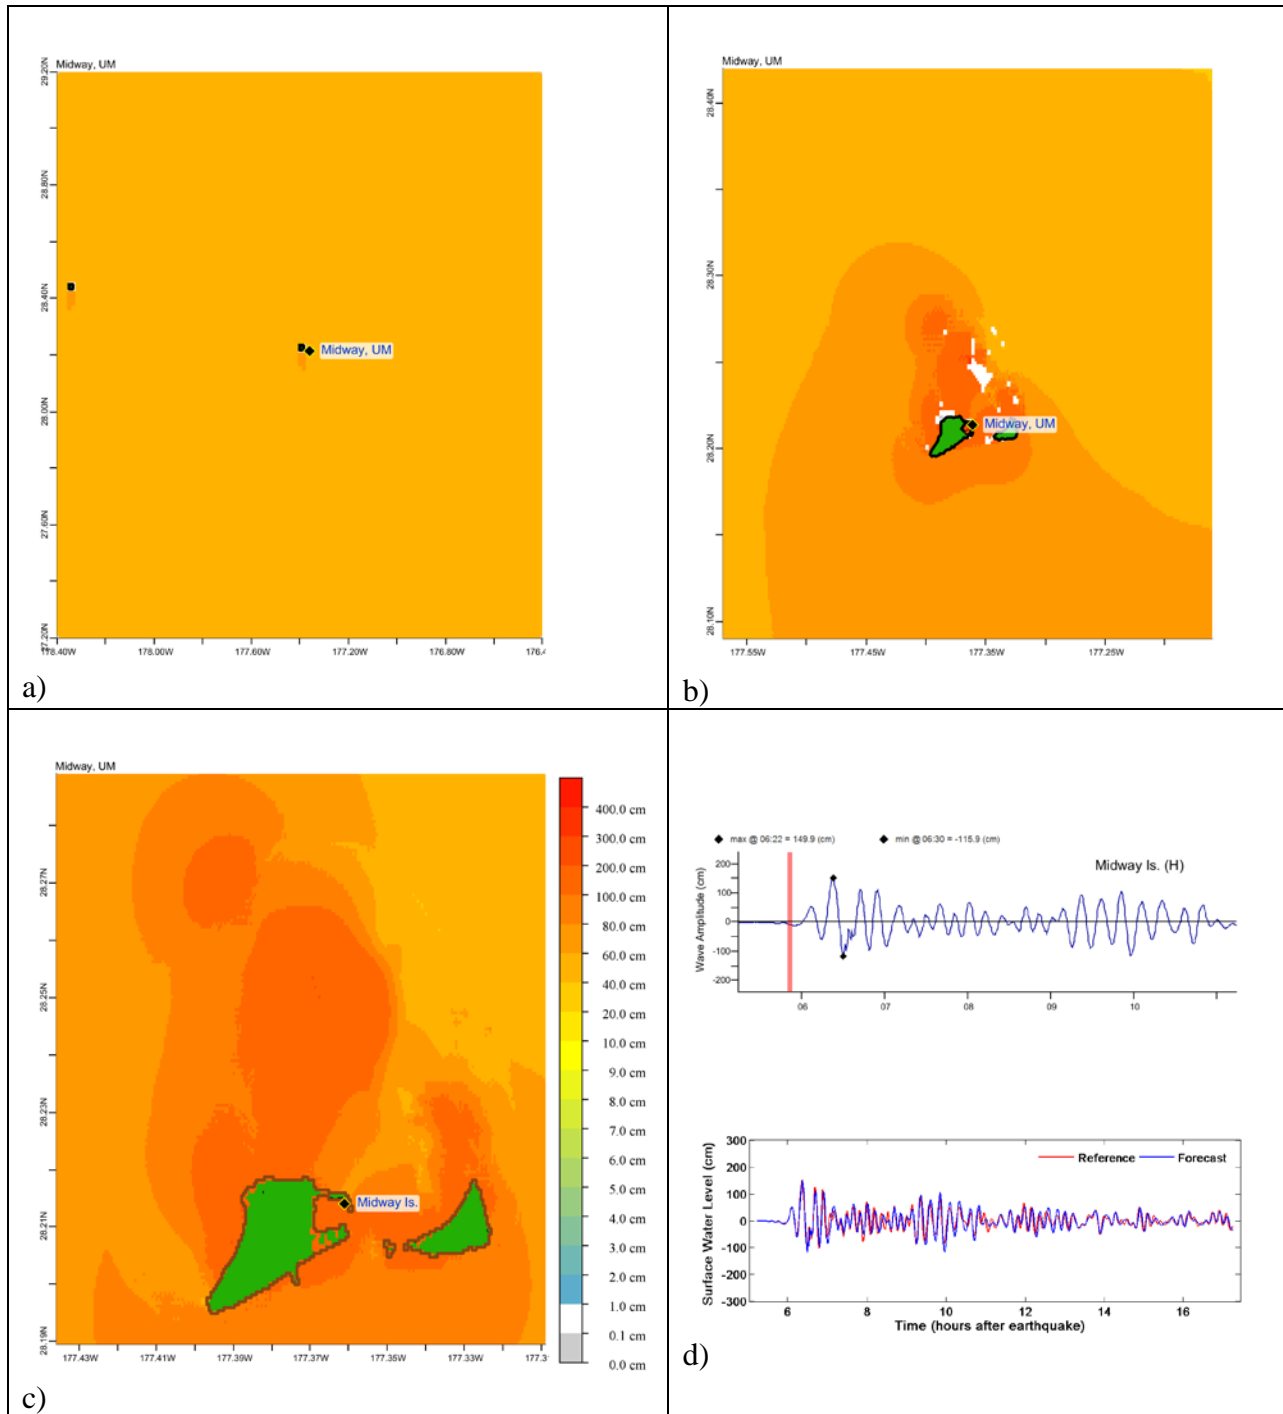 Midway, UM
29.20N
28.80N
28.40N
28.00N
27.60N
27.20N
Midway, UM
178.40W 178.00W 177.60W 177.20W 176.80W 176.4
a)
Midway, UM
28.40N
28.30N
28.20N
28.10N
Midway, UM
177.55W 177.45W 177.35W 177.25W
b)
Midway, UM
28.27N
28.25N
28.23N
28.21N
28.19N
Midway Is.
177.43W 177.41W 177.39W 177.37W 177.35W 177.33W 177.3
400.0 cm
300.0 cm
200.0 cm
100.0 cm
80.0 cm
60.0 cm
40.0 cm
20.0 cm
10.0 cm
9.0 cm
8.0 cm
7.0 cm
6.0 cm
5.0 cm
4.0 cm
3.0 cm
2.0 cm
1.0 cm
0.1 cm
0.0 cm
c)
max @ 06:22 = 149.9 (cm) min @ 06:30 = -115.9 (cm)
Midway Is. (H)
Wave Amplitude (cm)
200
100
0
-100
-200
06 07 08 09 10
Reference Forecast
Surface Water Level (cm)
300
200
100
0
-100
-200
-300
6 8 10 12 14 16
Time (hours after earthquake)
d)